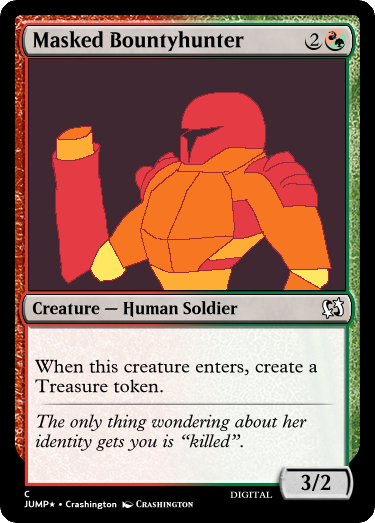 Masked Bountyhunter 2
Creature — Human Soldier
When this creature enters, create a
Treasure token.
The only thing wondering about her
identity gets you is “killed”.
3/2
C
JUMP★ • Crashington CRASHINGTON DIGITAL